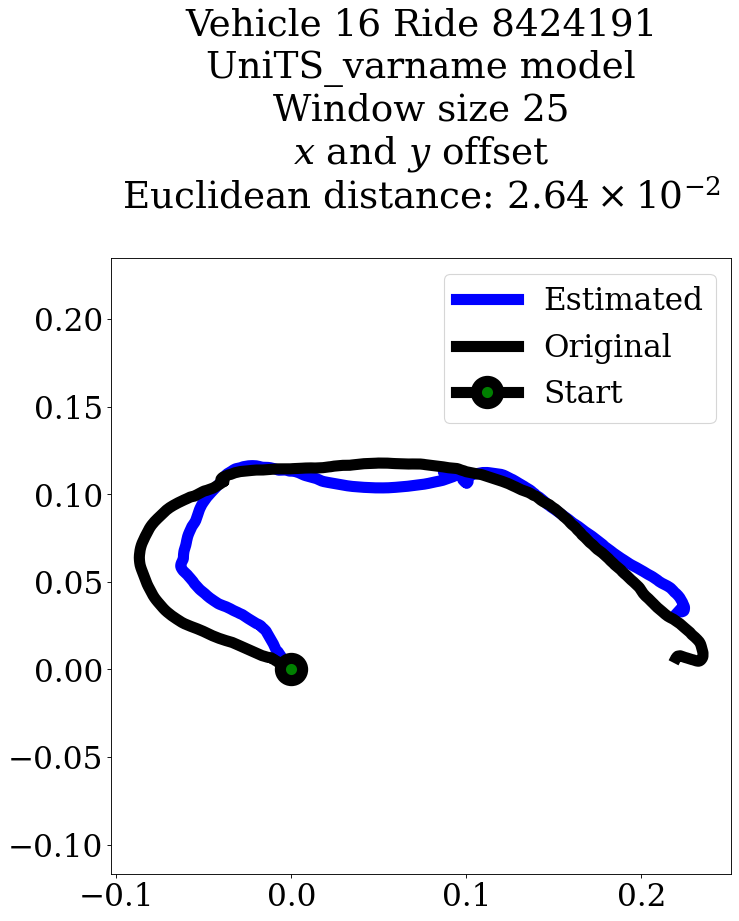 Vehicle 16 Ride 8424191
UniTS_varname model
Window size 25
x and y offset
Euclidean distance: 2.64 × 10⁻²
Estimated
Original
Start
0.20
0.15
0.10
0.05
0.00
−0.05
−0.10
−0.1 0.0 0.1 0.2